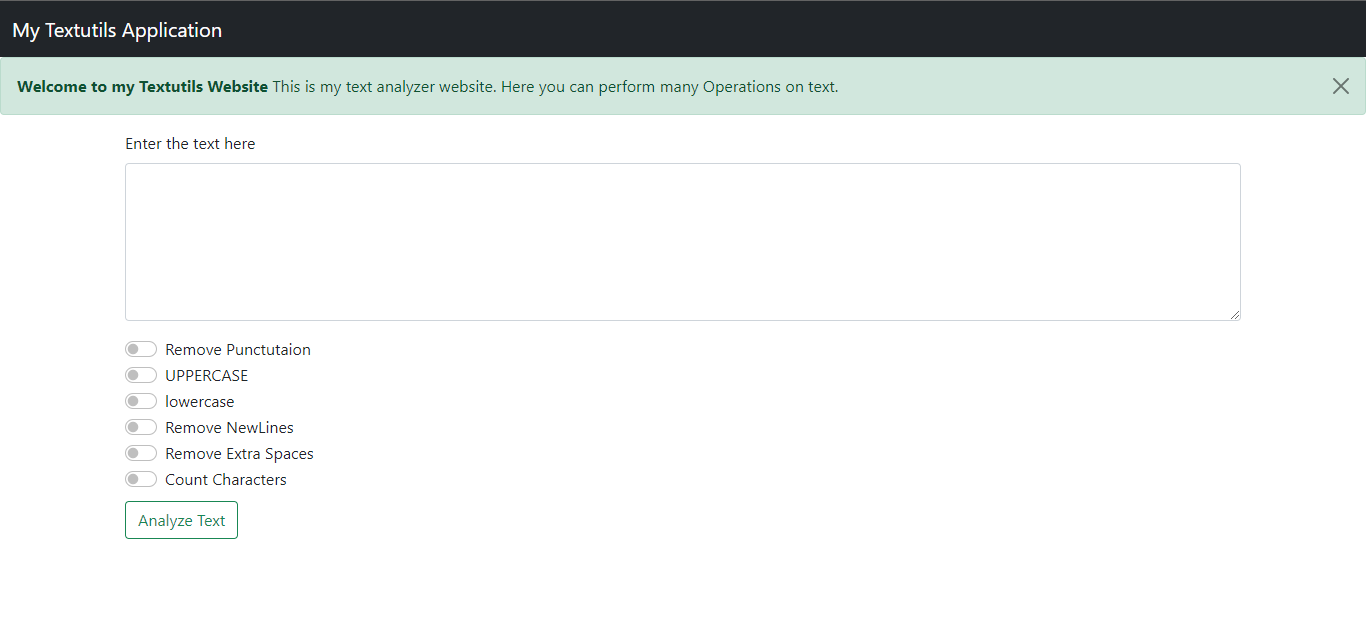 My Textutils Application
Welcome to my Textutils Website This is my text analyzer website. Here you can perform many Operations on text.
Enter the text here
Remove Punctutaion
UPPERCASE
lowercase
Remove NewLines
Remove Extra Spaces
Count Characters
Analyze Text